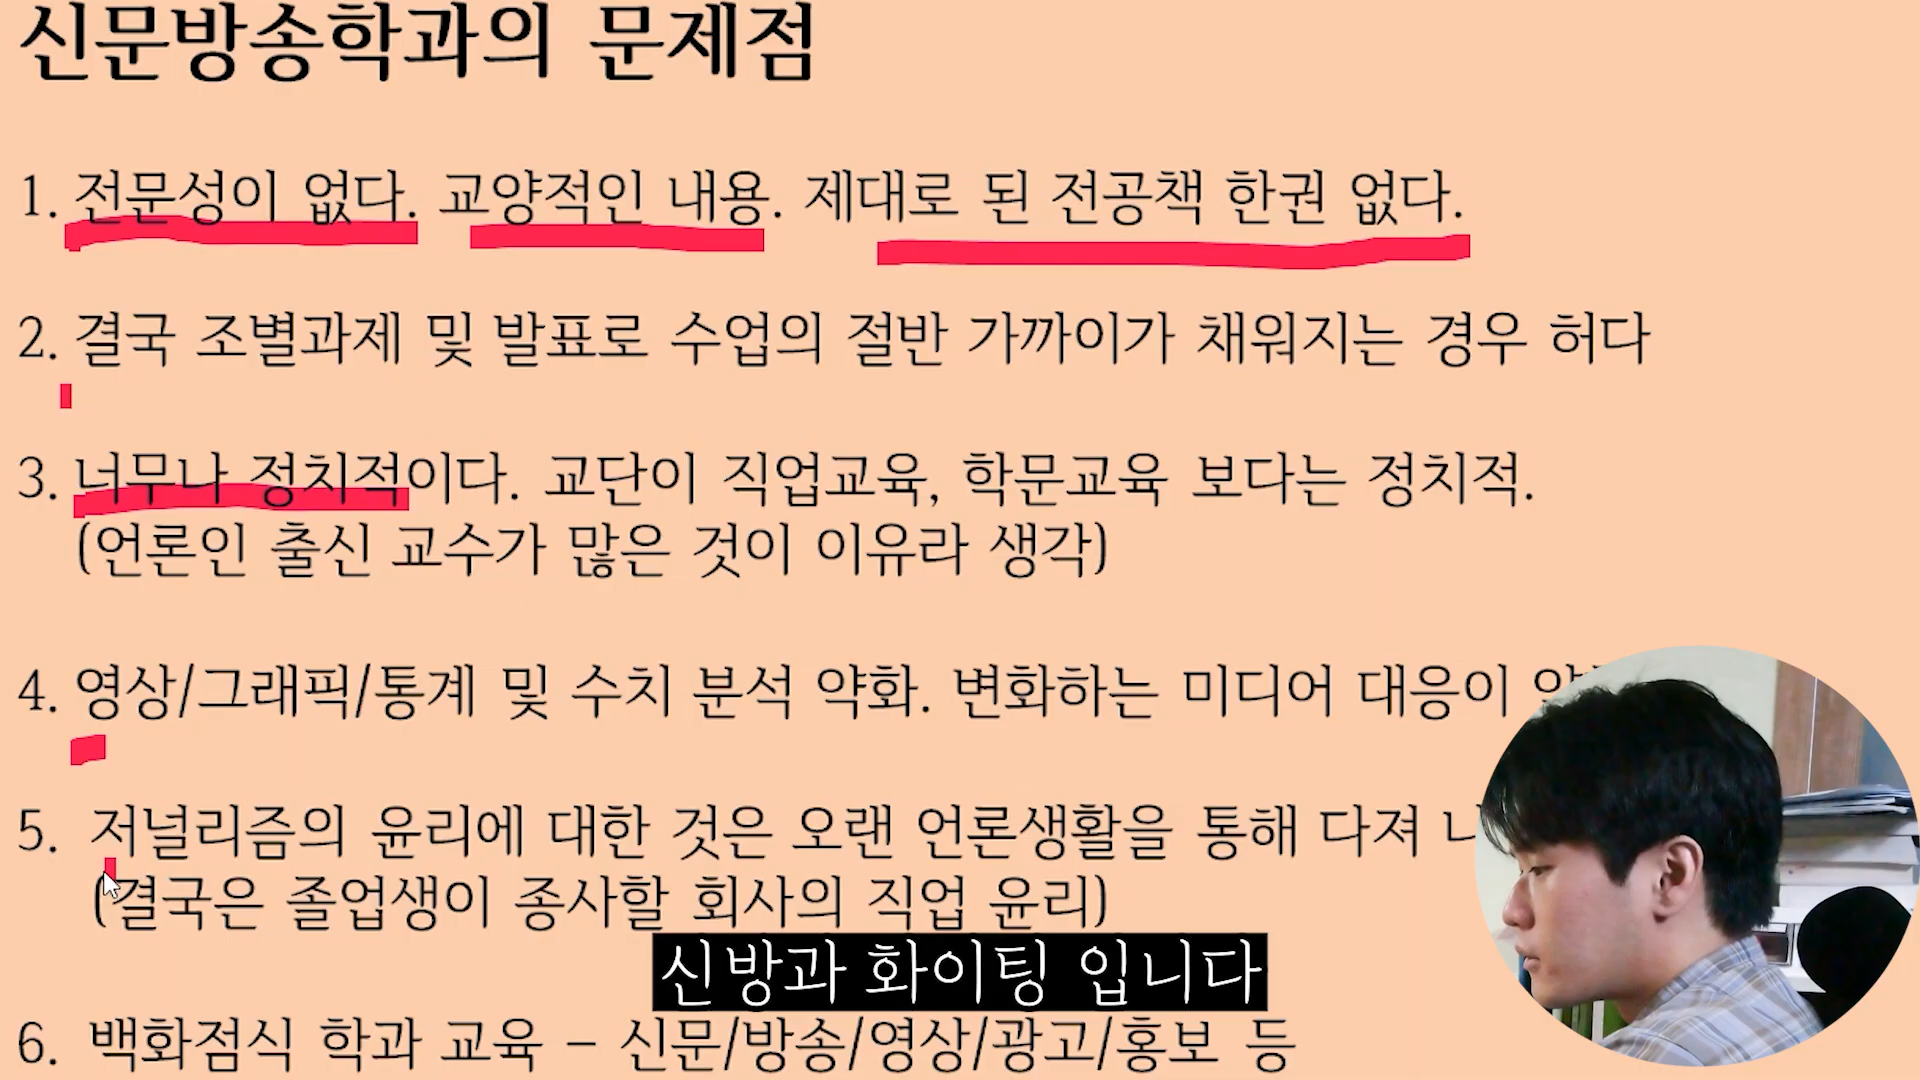 신문방송학과의 문제점
1. 전문성이 없다. 교양적인 내용. 제대로 된 전공책 한권 없다.
2. 결국 조별과제 및 발표로 수업의 절반 가까이가 채워지는 경우 허다
3. 너무나 정치적이다. 교단이 직업교육, 학문교육 보다는 정치적.
(언론인 출신 교수가 많은 것이 이유라 생각)
4. 영상/그래픽/통계 및 수치 분석 약화. 변화하는 미디어 대응이
5. 저널리즘의 윤리에 대한 것은 오랜 언론생활을 통해 다져
(결국은 졸업생이 종사할 회사의 직업 윤리)
신방과 화이팅 입니다
6. 백화점식 학과 교육 - 신문/방송/영상/광고/홍보 등